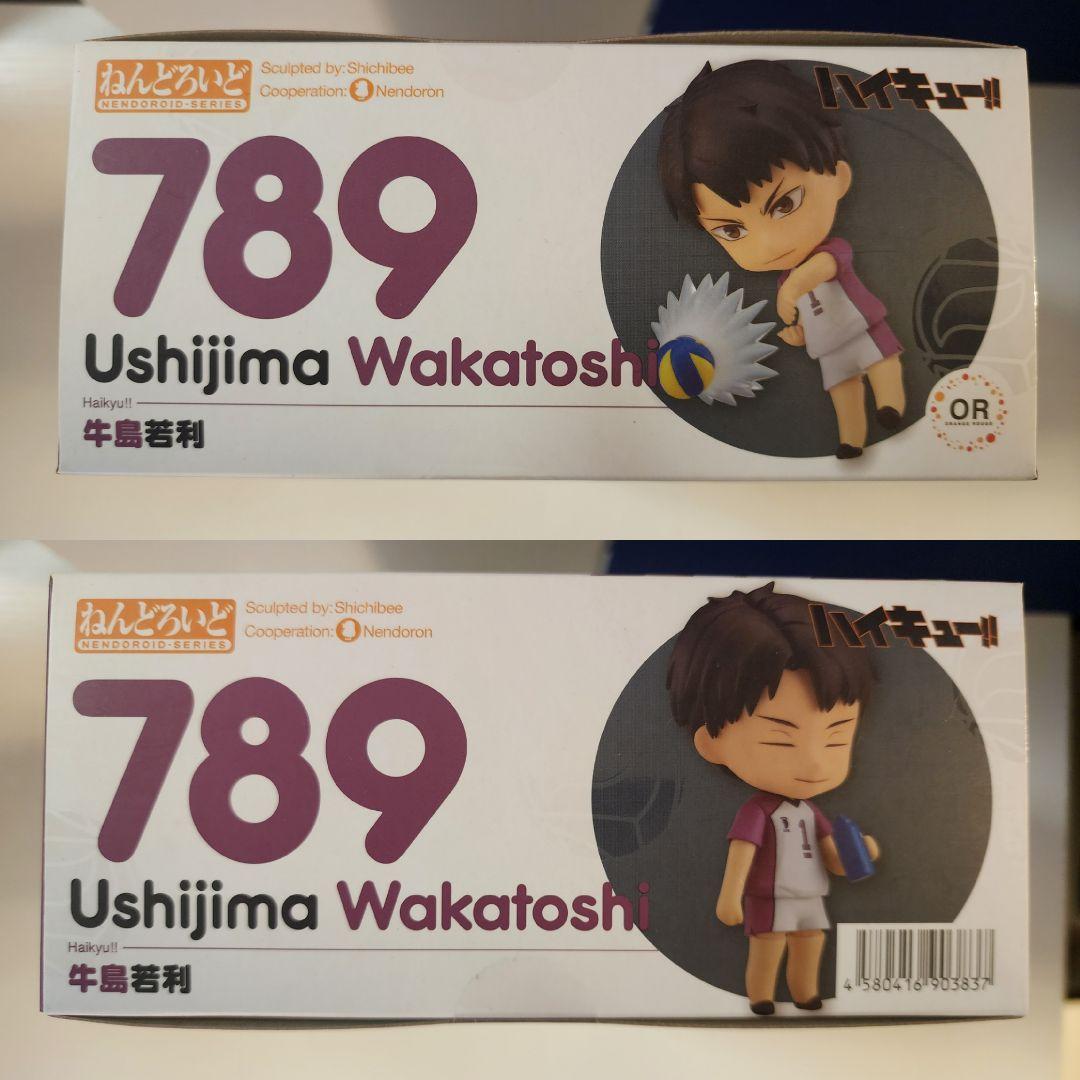 ねんどろいど
NENDOROID-SERIES
Sculpted by: Shichibee
Cooperation: Nendoron
ハイキュー!!
789
1
Ushijima Wakatoshi
Haikyu!!
牛島若利
OR
ORANGE ROUGE
ねんどろいど
NENDOROID-SERIES
Sculpted by: Shichibee
Cooperation: Nendoron
ハイキュー!!
789
1
Ushijima Wakatoshi
Haikyu!!
牛島若利
4 580416 903837